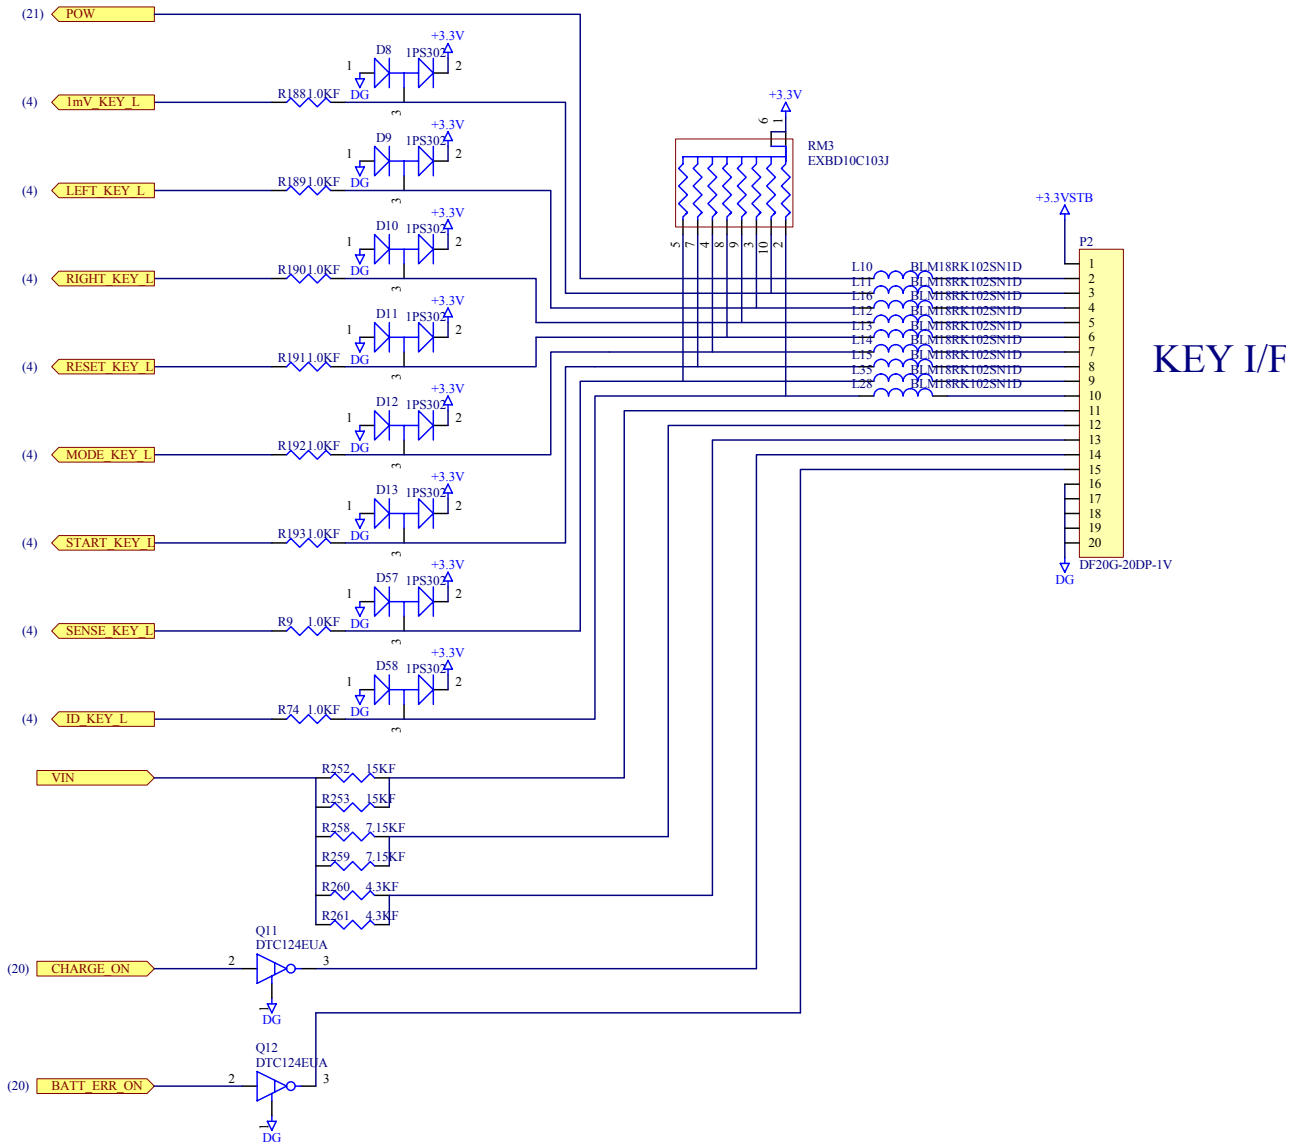 (21) POW
+3.3V
D8 1PS302
1 2
DG
(4) 1mV_KEY_L R188 1.0KF
3
+3.3V
D9 1PS302
1 2
DG
(4) LEFT_KEY_L R189 1.0KF
3
+3.3V
D10 1PS302
1 2
DG
(4) RIGHT_KEY_L R190 1.0KF
3
+3.3V
D11 1PS302
1 2
DG
(4) RESET_KEY_L R191 1.0KF
3
+3.3V
D12 1PS302
1 2
DG
(4) MODE_KEY_L R192 1.0KF
3
+3.3V
D13 1PS302
1 2
DG
(4) START_KEY_L R193 1.0KF
3
+3.3V
D57 1PS302
1 2
DG
(4) SENSE_KEY_L R9 1.0KF
3
+3.3V
D58 1PS302
1 2
DG
(4) ID_KEY_L R74 1.0KF
3
VIN
R252 15KF
R253 15KF
R258 7.15KF
R259 7.15KF
R260 4.3KF
R261 4.3KF
Q11
DTC124EUA
(20) CHARGE_ON 2 3
1
DG
Q12
DTC124EUA
(20) BATT_ERR_ON 2 3
1
DG
+3.3V
6 1
RM3
EXBD10C103J
5 7 4 8 9 3 10 2
L10 BLM18RK102SN1D
L11 BLM18RK102SN1D
L16 BLM18RK102SN1D
L12 BLM18RK102SN1D
L13 BLM18RK102SN1D
L14 BLM18RK102SN1D
L15 BLM18RK102SN1D
L35 BLM18RK102SN1D
L28 BLM18RK102SN1D
+3.3VSTB
P2
1
2
3
4
5
6
7
8
9
10
11
12
13
14
15
16
17
18
19
20
DF20G-20DP-1V
DG
KEY I/F